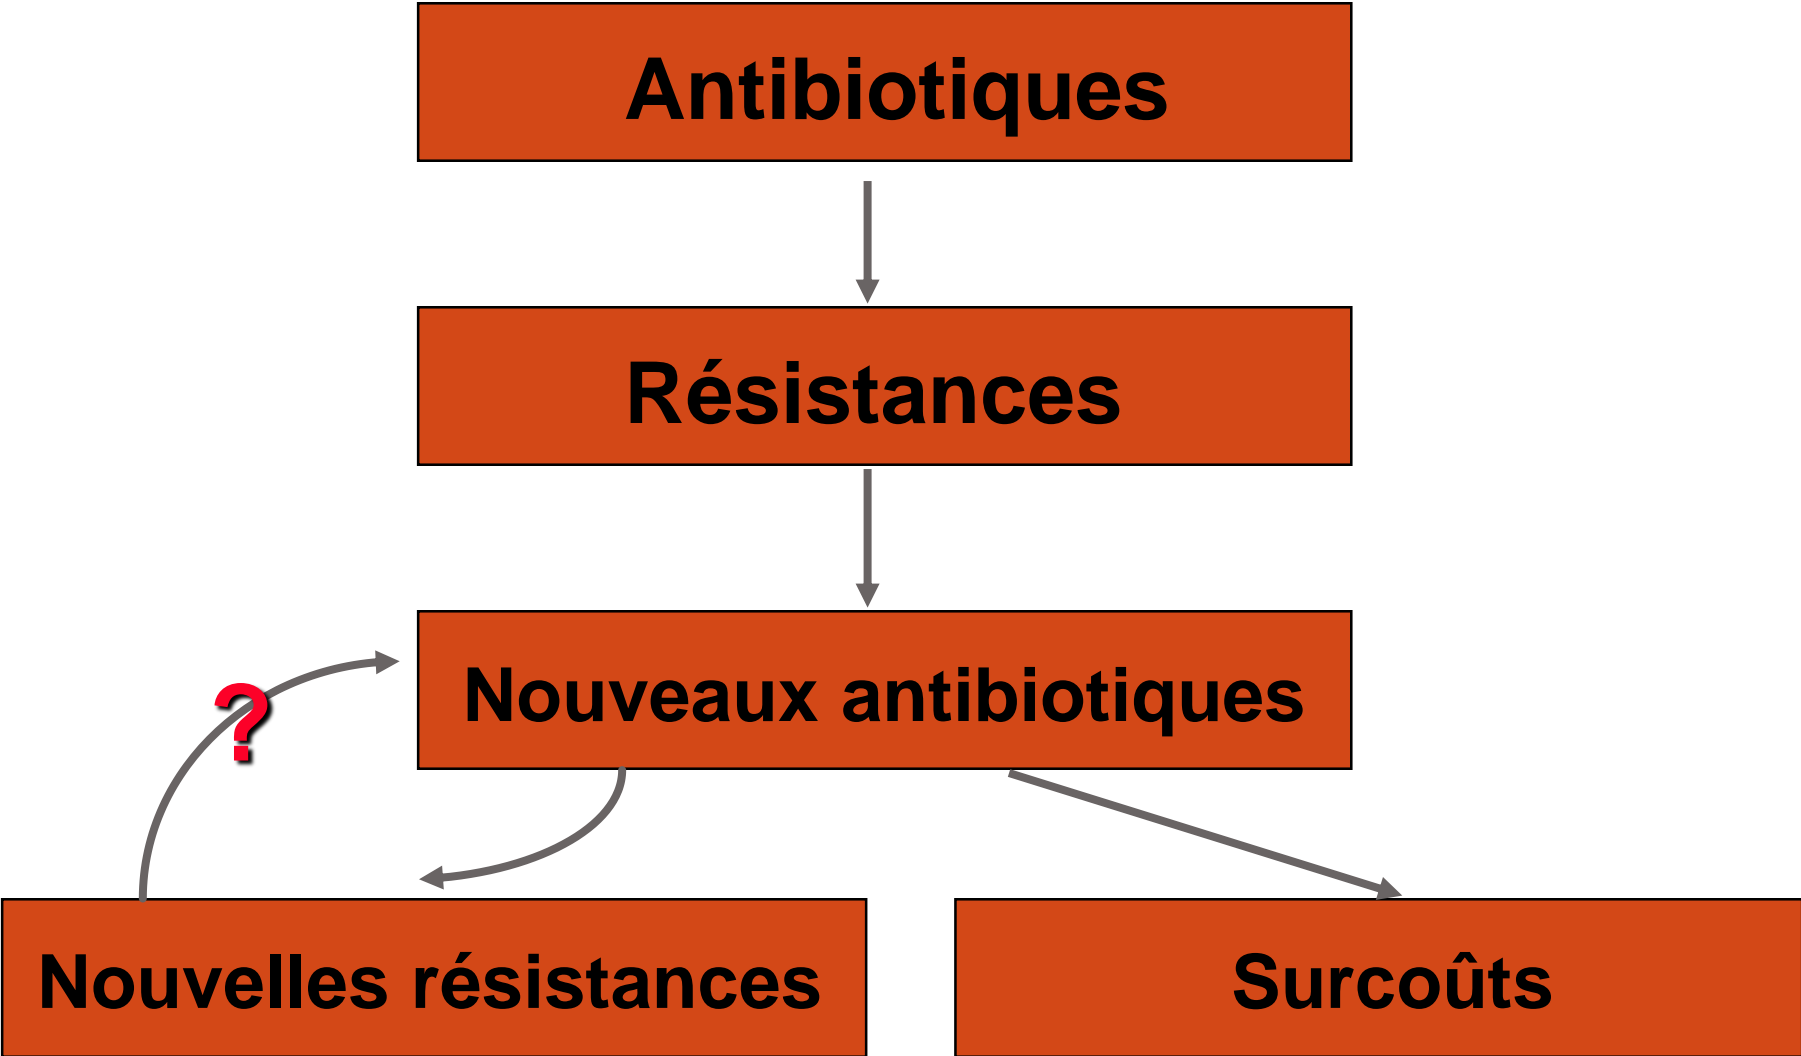 Antibiotiques
Résistances
Nouveaux antibiotiques
?
Nouvelles résistances
Surcoûts